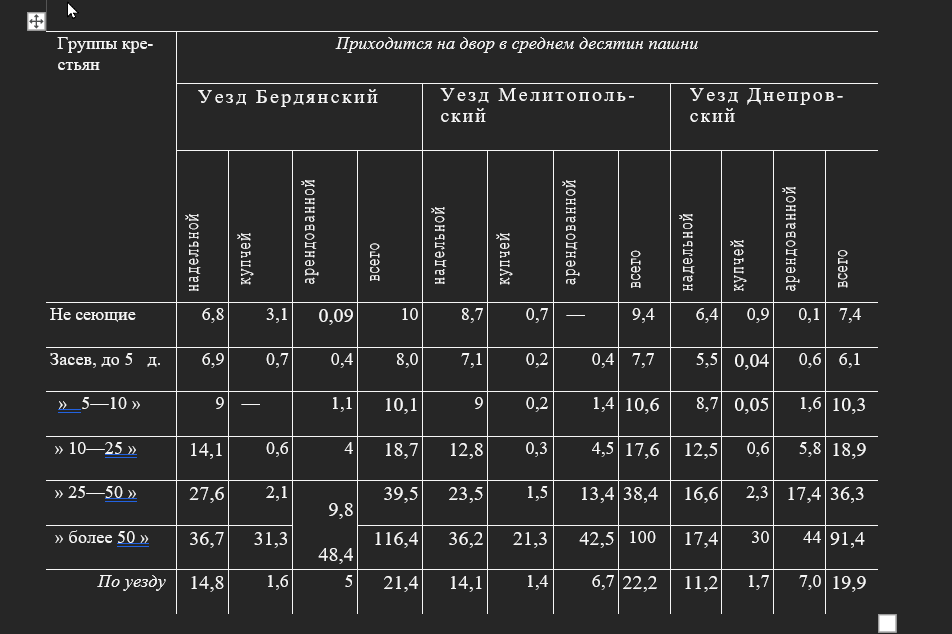 Группы кре-
стьян
Приходится на двор в среднем десятин пашни
Уезд Бердянский
Уезд Мелитополь-
ский
Уезд Днепров-
ский
надельной купчей арендованной всего надельной купчей арендованной всего надельной купчей арендованной всего
Не сеющие 6,8 3,1 0,09 10 8,7 0,7 — 9,4 6,4 0,9 0,1 7,4
Засев, до 5 д. 6,9 0,7 0,4 8,0 7,1 0,2 0,4 7,7 5,5 0,04 0,6 6,1
» 5—10 » 9 — 1,1 10,1 9 0,2 1,4 10,6 8,7 0,05 1,6 10,3
» 10—25 » 14,1 0,6 4 18,7 12,8 0,3 4,5 17,6 12,5 0,6 5,8 18,9
» 25—50 » 27,6 2,1 9,8 39,5 23,5 1,5 13,4 38,4 16,6 2,3 17,4 36,3
» более 50 » 36,7 31,3 48,4 116,4 36,2 21,3 42,5 100 17,4 30 44 91,4
По уезду 14,8 1,6 5 21,4 14,1 1,4 6,7 22,2 11,2 1,7 7,0 19,9